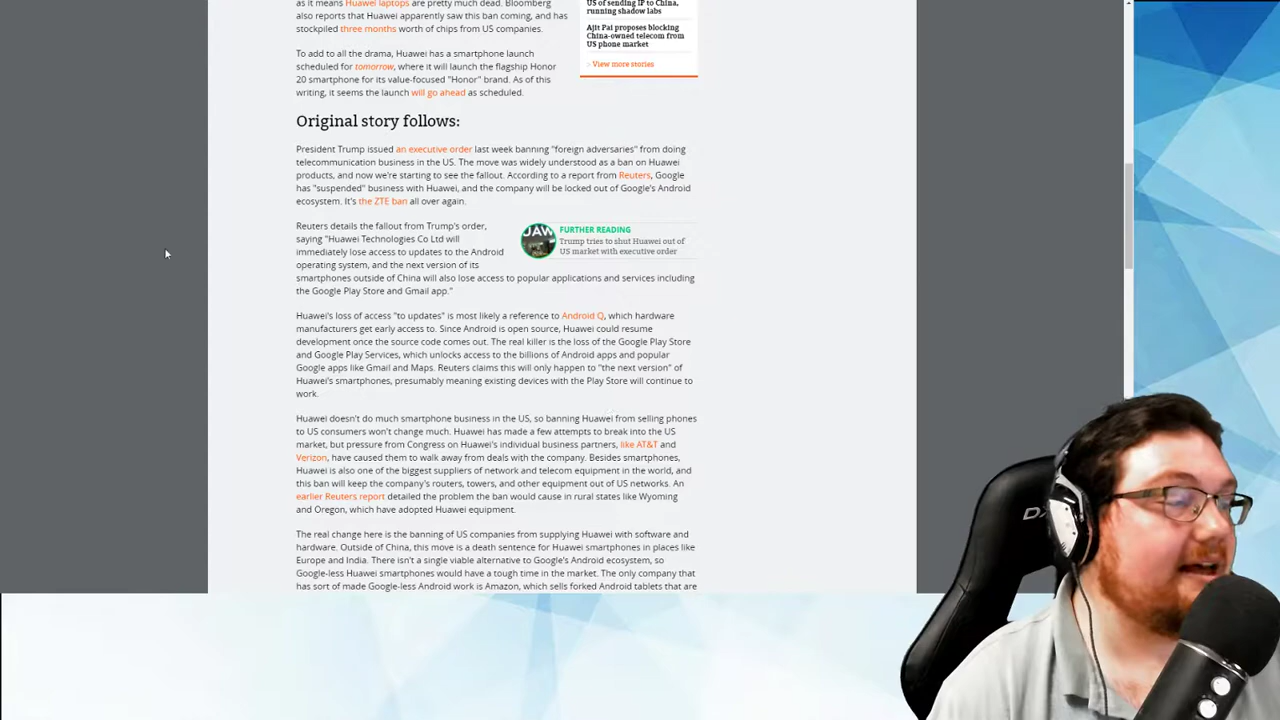 as it means Huawei laptops are pretty much dead. Bloomberg
also reports that Huawei apparently saw this ban coming, and has
stockpiled three months worth of chips from US companies.
To add to all the drama, Huawei has a smartphone launch
scheduled for tomorrow, where it will launch the flagship Honor
20 smartphone for its value-focused "Honor" brand. As of this
writing, it seems the launch will go ahead as scheduled.
US of sending IP to China,
running shadow labs
Ajit Pai proposes blocking
China-owned telecom from
US phone market
> View more stories
Original story follows:
President Trump issued an executive order last week banning "foreign adversaries" from doing
telecommunication business in the US. The move was widely understood as a ban on Huawei
products, and now we're starting to see the fallout. According to a report from Reuters, Google
has "suspended" business with Huawei, and the company will be locked out of Google's Android
ecosystem. It's the ZTE ban all over again.
Reuters details the fallout from Trump's order,
saying "Huawei Technologies Co Ltd will
immediately lose access to updates to the Android
operating system, and the next version of its
smartphones outside of China will also lose access to popular applications and services including
the Google Play Store and Gmail app."
FURTHER READING
Trump tries to shut Huawei out of
US market with executive order
Huawei's loss of access "to updates" is most likely a reference to Android Q, which hardware
manufacturers get early access to. Since Android is open source, Huawei could resume
development once the source code comes out. The real killer is the loss of the Google Play Store
and Google Play Services, which unlocks access to the billions of Android apps and popular
Google apps like Gmail and Maps. Reuters claims this will only happen to "the next version" of
Huawei's smartphones, presumably meaning existing devices with the Play Store will continue to
work.
Huawei doesn't do much smartphone business in the US, so banning Huawei from selling phones
to US consumers won't change much. Huawei has made a few attempts to break into the US
market, but pressure from Congress on Huawei's individual business partners, like AT&T and
Verizon, have caused them to walk away from deals with the company. Besides smartphones,
Huawei is also one of the biggest suppliers of network and telecom equipment in the world, and
this ban will keep the company's routers, towers, and other equipment out of US networks. An
earlier Reuters report detailed the problem the ban would cause in rural states like Wyoming
and Oregon, which have adopted Huawei equipment.
The real change here is the banning of US companies from supplying Huawei with software and
hardware. Outside of China, this move is a death sentence for Huawei smartphones in places like
Europe and India. There isn't a single viable alternative to Google's Android ecosystem, so
Google-less Huawei smartphones would have a tough time in the market. The only company that
has sort of made Google-less Android work is Amazon, which sells forked Android tablets that are